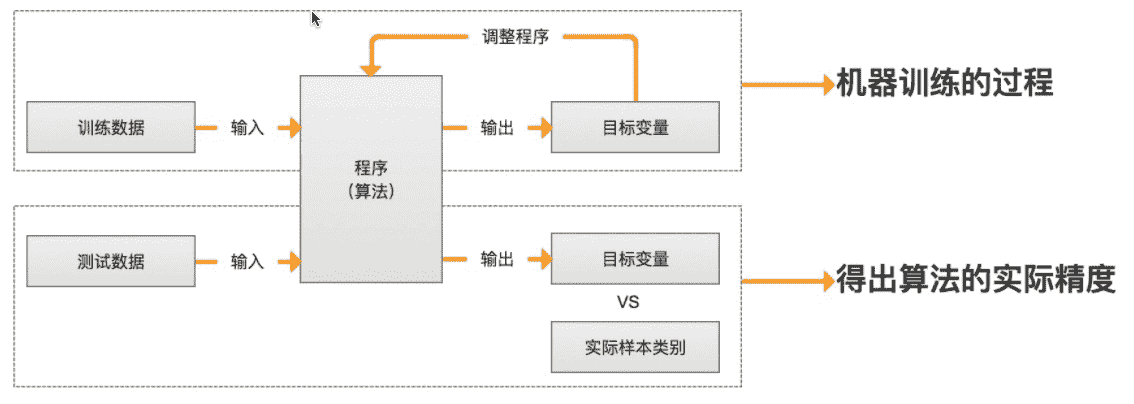 调整程序
机器训练的过程
训练数据
输入
输出
目标变量
程序
（算法）
测试数据
输入
输出
目标变量
得出算法的实际精度
VS
实际样本类别